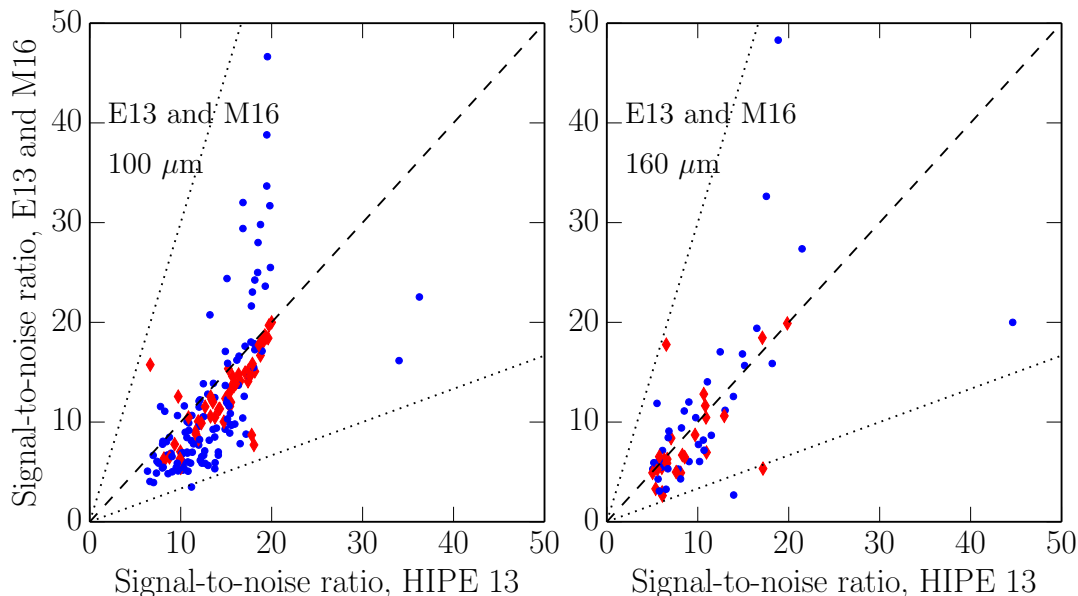 Signal-to-noise ratio, E13 and M16
50
40
30
20
10
0
E13 and M16
100 μm
0 10 20 30 40 50
Signal-to-noise ratio, HIPE 13
50
40
30
20
10
0
E13 and M16
160 μm
0 10 20 30 40 50
Signal-to-noise ratio, HIPE 13